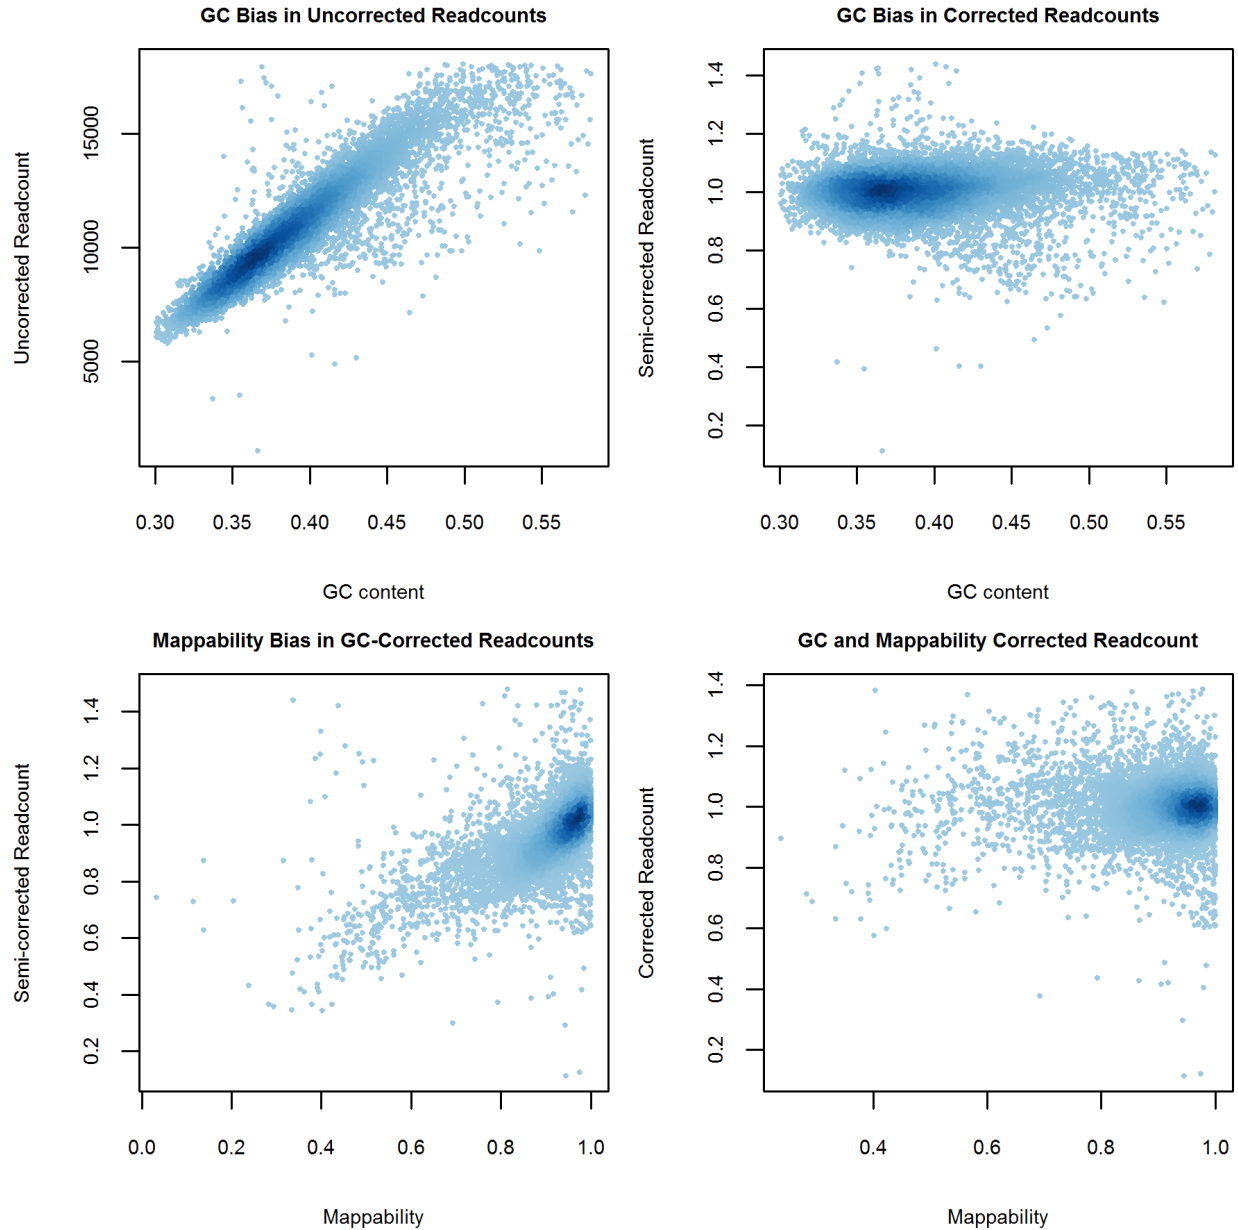 GC Bias in Uncorrected Readcounts
Uncorrected Readcount
15000
10000
5000
0.30 0.35 0.40 0.45 0.50 0.55
GC content
GC Bias in Corrected Readcounts
Semi-corrected Readcount
1.4
1.2
1.0
0.8
0.6
0.4
0.2
0.30 0.35 0.40 0.45 0.50 0.55
GC content
Mappability Bias in GC-Corrected Readcounts
Semi-corrected Readcount
1.4
1.2
1.0
0.8
0.6
0.4
0.2
0.0 0.2 0.4 0.6 0.8 1.0
Mappability
GC and Mappability Corrected Readcount
Corrected Readcount
1.4
1.2
1.0
0.8
0.6
0.4
0.2
0.4 0.6 0.8 1.0
Mappability